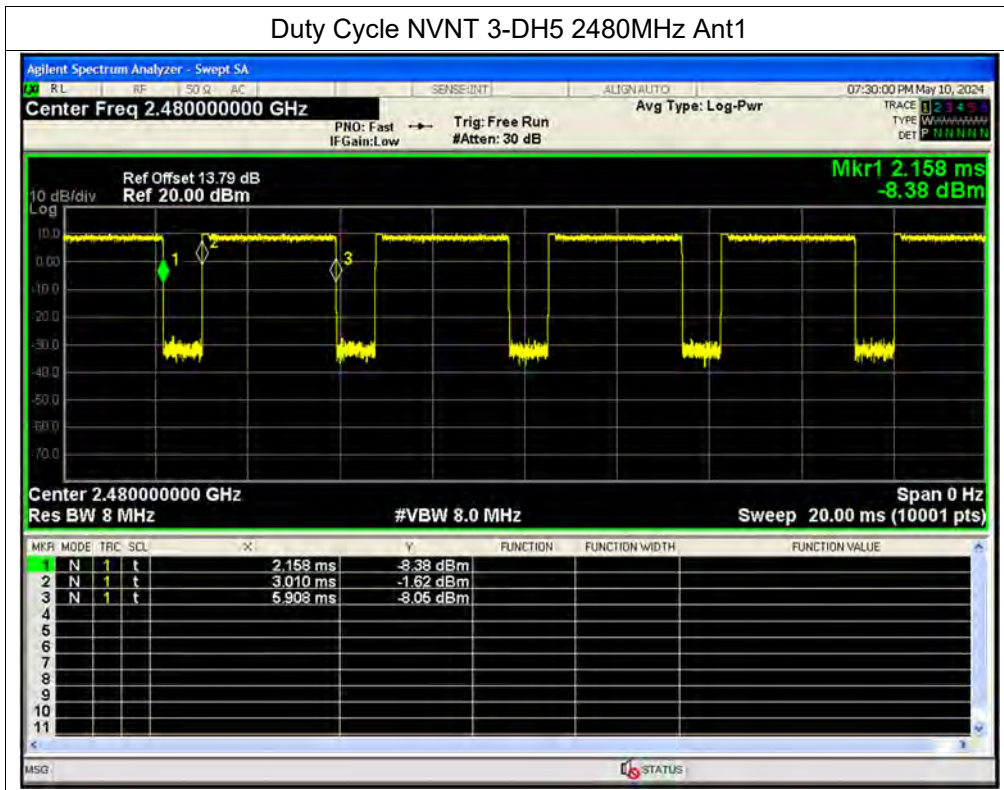 Duty Cycle NVNT 3-DH5 2480MHz Ant1
Agilent Spectrum Analyzer - Swept SA
RL RF 50 Ω AC SENSE:INT ALIGN AUTO 07:30:00 PM May 10, 2024
Center Freq 2.480000000 GHz Avg Type: Log-Pwr TRACE 1 2 3 4 5 6
PNO: Fast Trig: Free Run TYPE W
IFGain:Low #Atten: 30 dB DET P N N N N N
Mkr1 2.158 ms
Ref Offset 13.79 dB
10 dB/div Ref 20.00 dBm -8.38 dBm
Log
10.0
0.00
-10.0
-20.0
-30.0
-40.0
-50.0
-60.0
-70.0
1 2 3
Center 2.480000000 GHz Span 0 Hz
Res BW 8 MHz #VBW 8.0 MHz Sweep 20.00 ms (10001 pts)
MKR MODE TRC SCL X Y FUNCTION FUNCTION WIDTH FUNCTION VALUE
1 N 1 t 2.158 ms -8.38 dBm
2 N 1 t 3.010 ms -1.62 dBm
3 N 1 t 5.908 ms -8.05 dBm
4
5
6
7
8
9
10
11
MSG STATUS